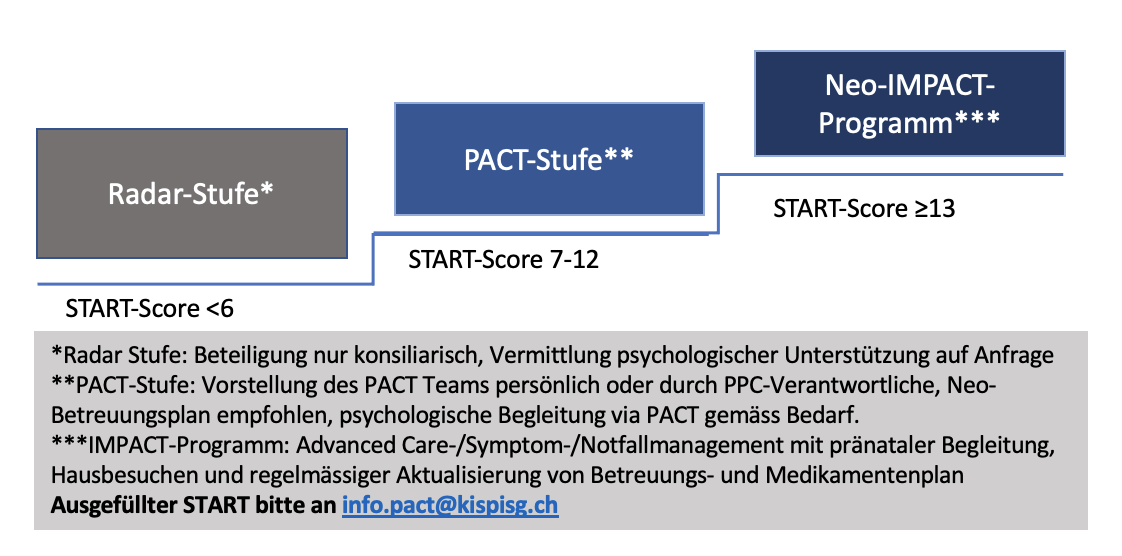 Neo-IMPACT-
Programm***
PACT-Stufe**
Radar-Stufe*
START-Score ≥13
START-Score 7-12
START-Score <6
*Radar Stufe: Beteiligung nur konsiliarisch, Vermittlung psychologischer Unterstützung auf Anfrage
**PACT-Stufe: Vorstellung des PACT Teams persönlich oder durch PPC-Verantwortliche, Neo-
Betreuungsplan empfohlen, psychologische Begleitung via PACT gemäss Bedarf.
***IMPACT-Programm: Advanced Care-/Symptom-/Notfallmanagement mit pränataler Begleitung,
Hausbesuchen und regelmässiger Aktualisierung von Betreuungs- und Medikamentenplan
Ausgefüllter START bitte an info.pact@kispisg.ch